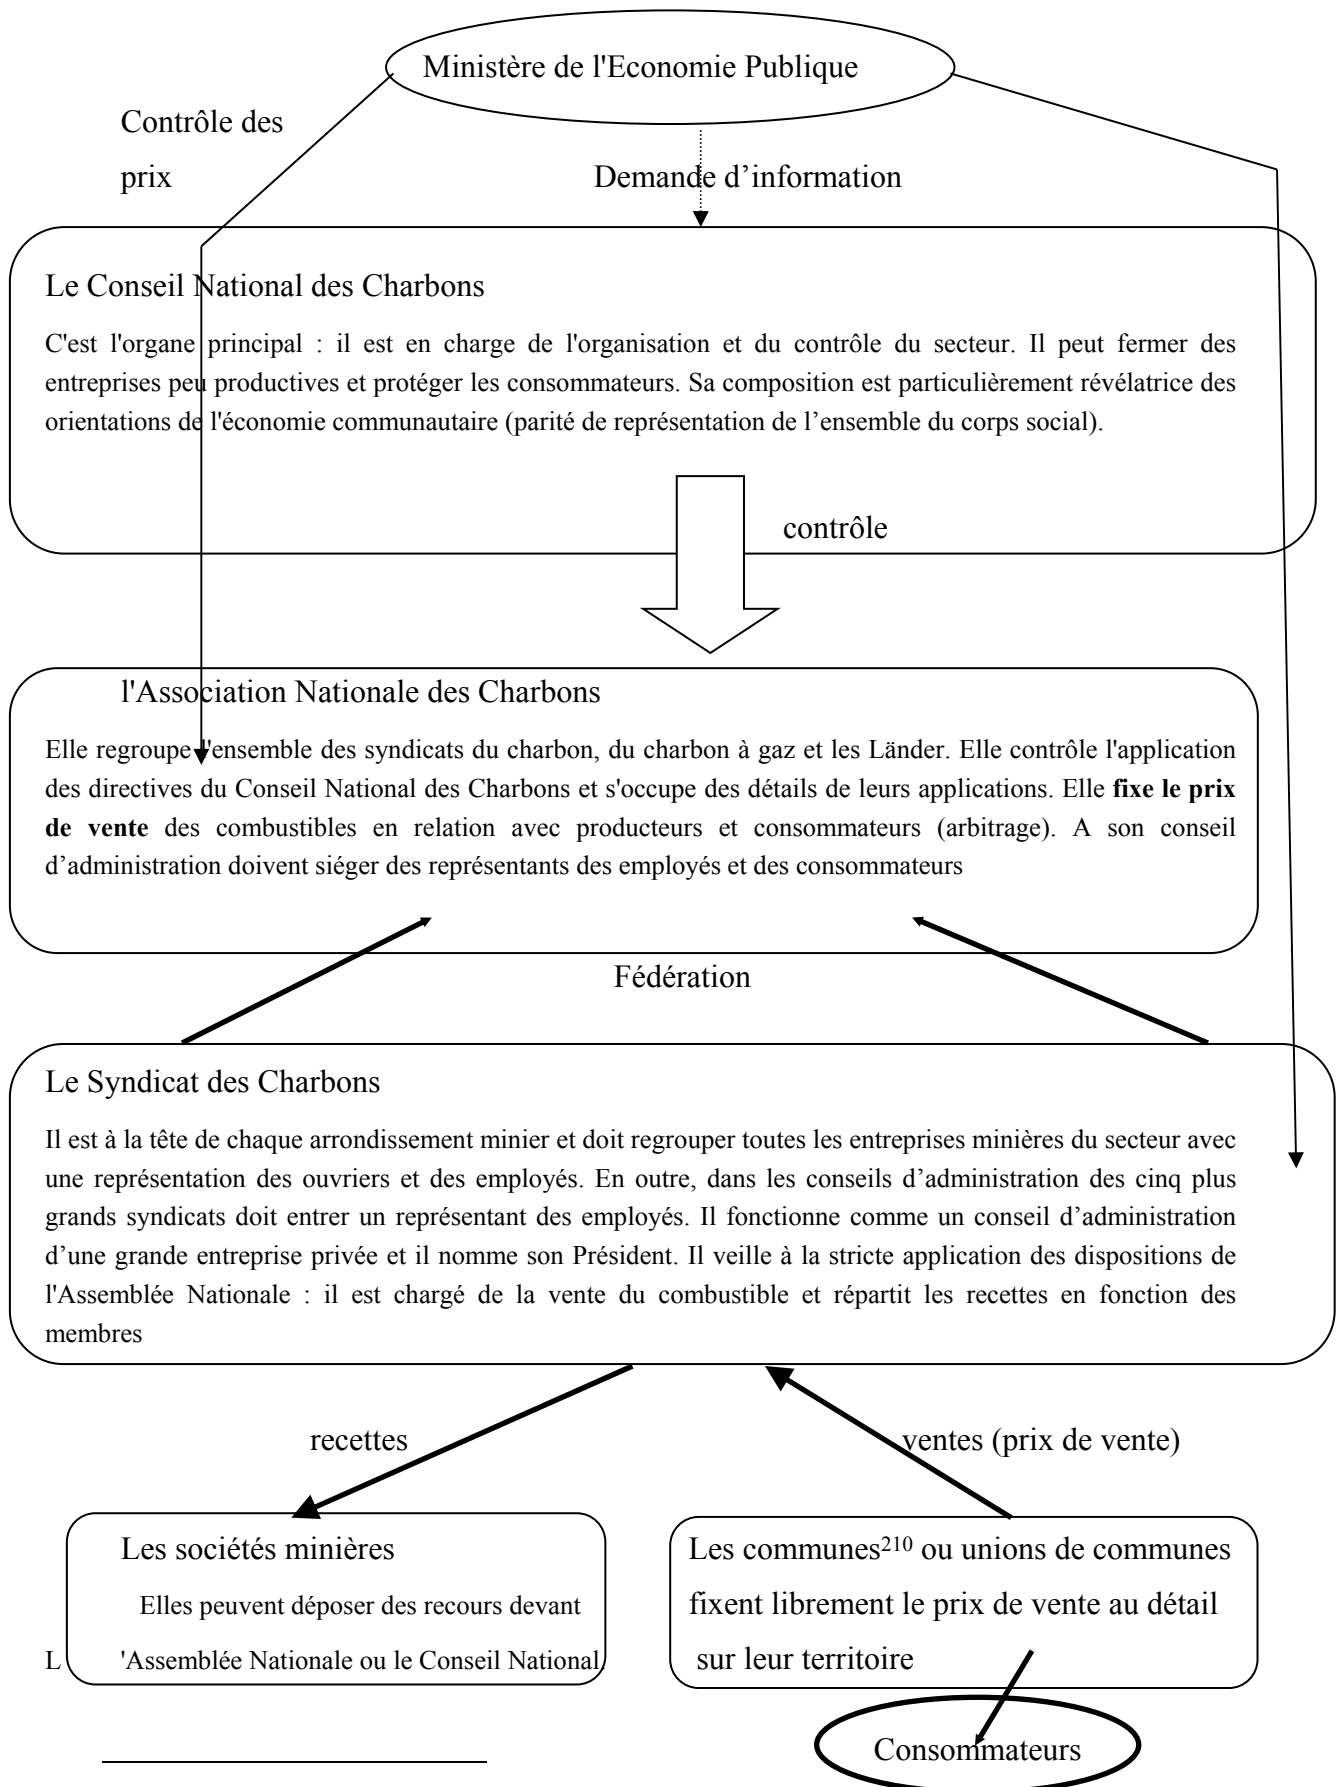 Ministère de l'Economie Publique
Contrôle des
prix
Demande d’information
Le Conseil National des Charbons
C'est l'organe principal : il est en charge de l'organisation et du contrôle du secteur. Il peut fermer des
entreprises peu productives et protéger les consommateurs. Sa composition est particulièrement révélatrice des
orientations de l'économie communautaire (parité de représentation de l’ensemble du corps social).
contrôle
l'Association Nationale des Charbons
Elle regroupe l'ensemble des syndicats du charbon, du charbon à gaz et les Länder. Elle contrôle l'application
des directives du Conseil National des Charbons et s'occupe des détails de leurs applications. Elle fixe le prix
de vente des combustibles en relation avec producteurs et consommateurs (arbitrage). A son conseil
d’administration doivent siéger des représentants des employés et des consommateurs
Fédération
Le Syndicat des Charbons
Il est à la tête de chaque arrondissement minier et doit regrouper toutes les entreprises minières du secteur avec
une représentation des ouvriers et des employés. En outre, dans les conseils d’administration des cinq plus
grands syndicats doit entrer un représentant des employés. Il fonctionne comme un conseil d’administration
d’une grande entreprise privée et il nomme son Président. Il veille à la stricte application des dispositions de
l'Assemblée Nationale : il est chargé de la vente du combustible et répartit les recettes en fonction des
membres
recettes
ventes (prix de vente)
Les sociétés minières
Elles peuvent déposer des recours devant
L 'Assemblée Nationale ou le Conseil National.
Les communes210 ou unions de communes
fixent librement le prix de vente au détail
sur leur territoire
Consommateurs